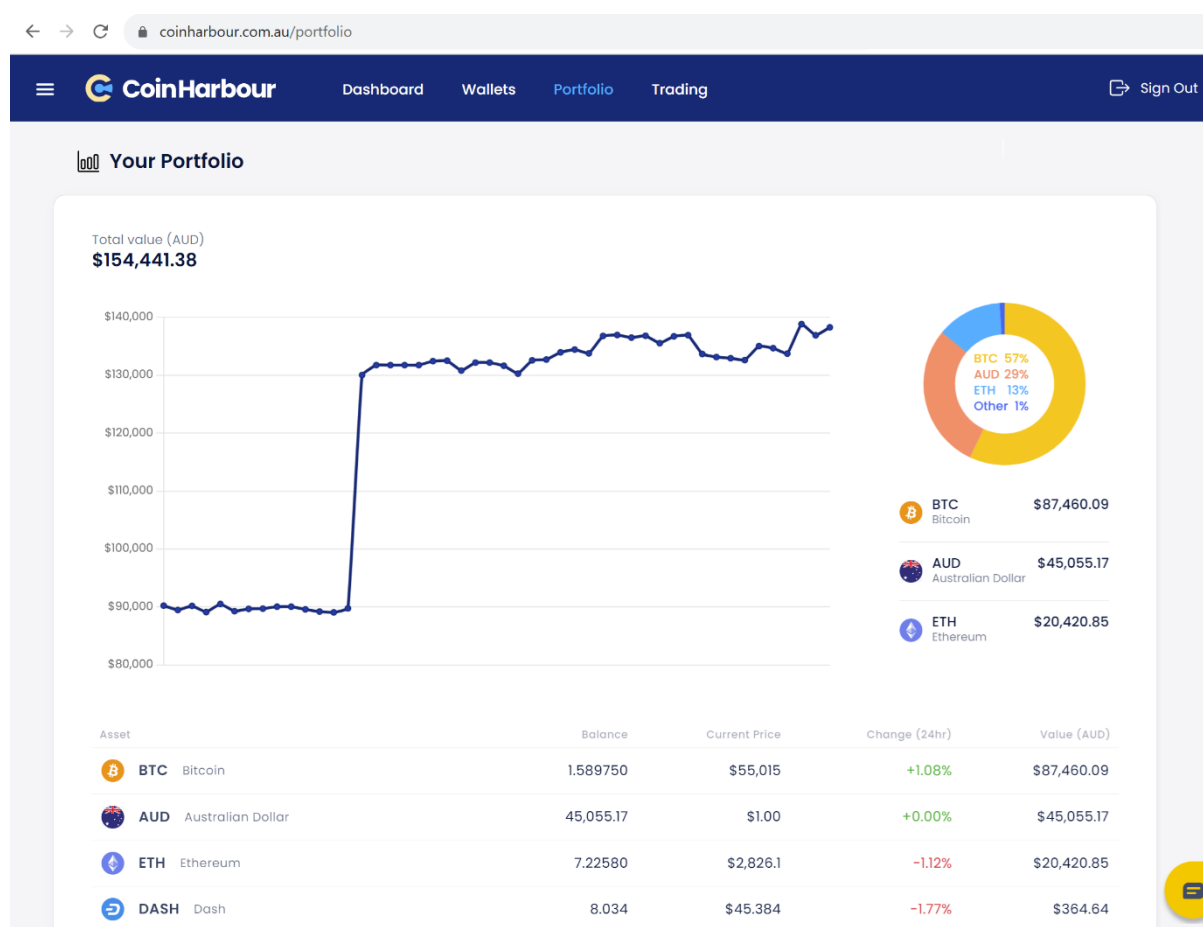 coinharbour.com.au/portfolio
CoinHarbour Dashboard Wallets Portfolio Trading Sign Out
Your Portfolio
Total value (AUD)
$154,441.38
$140,000
$130,000
$120,000
$110,000
$100,000
$90,000
$80,000
BTC 57%
AUD 29%
ETH 13%
Other 1%
BTC $87,460.09
Bitcoin
AUD $45,055.17
Australian Dollar
ETH $20,420.85
Ethereum
Asset Balance Current Price Change (24hr) Value (AUD)
BTC Bitcoin 1.589750 $55,015 +1.08% $87,460.09
AUD Australian Dollar 45,055.17 $1.00 +0.00% $45,055.17
ETH Ethereum 7.22580 $2,826.1 -1.12% $20,420.85
DASH Dash 8.034 $45.384 -1.77% $364.64